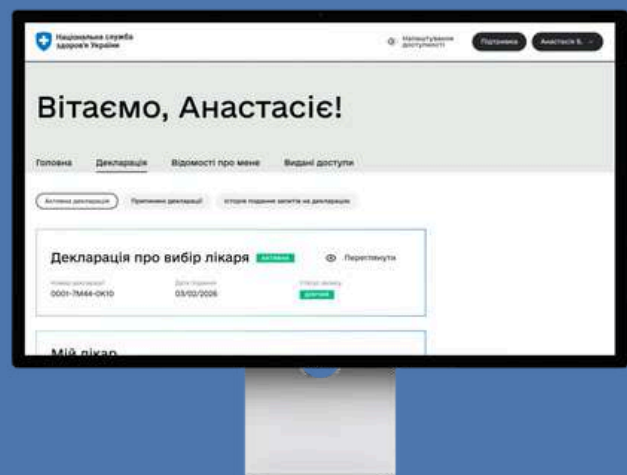 Національна служба
здоров'я України
Налаштування
доступності
Підтримка
Анастасія Б.
Вітаємо, Анастасіє!
Головна
Декларація
Відомості про мене
Видані доступи
Активна декларація
Припинені декларації
Історія подання запитів на декларацію
Декларація про вибір лікаря
АКТИВНА
Переглянути
Номер декларації
Дата подання
Статус запису
0001-7M44-0K10
03/02/2026
Мій лікар